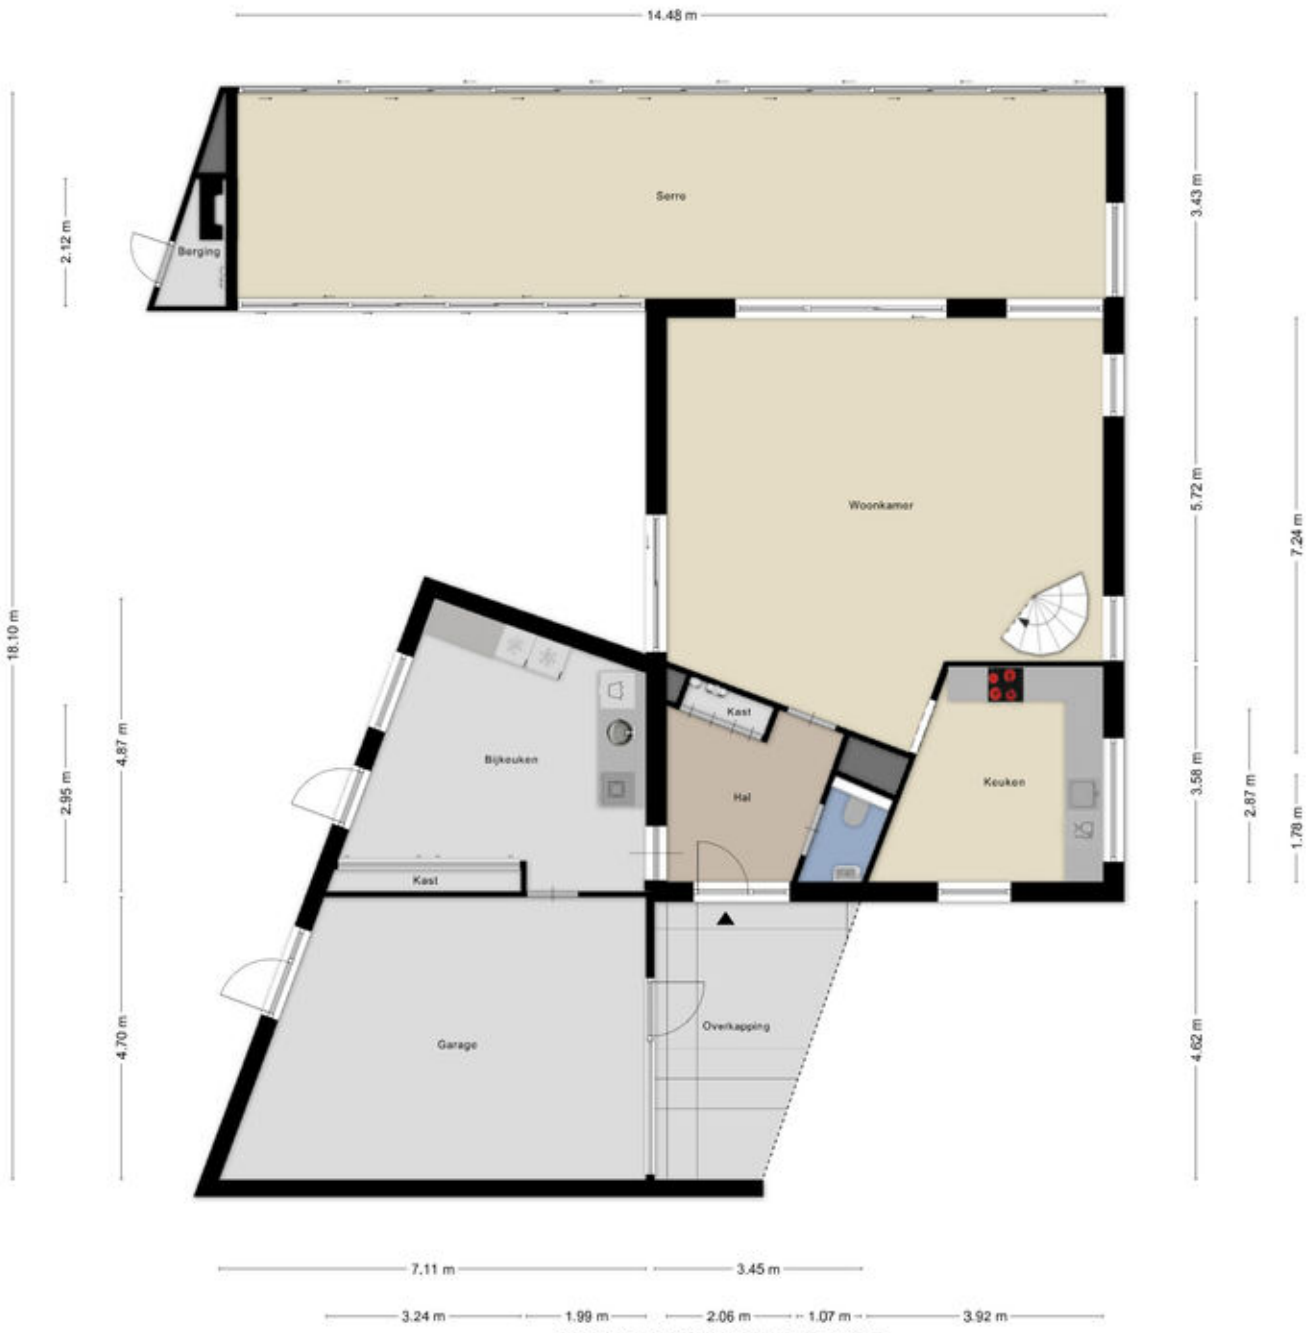 14.48 m
Serre
3.43 m
2.12 m
Berging
Woonkamer
5.72 m
7.24 m
18.10 m
4.87 m
2.95 m
Bijkeuken
Kast
Hal
Keuken
3.58 m
2.87 m
1.78 m
Kast
4.70 m
Garage
Overkapping
4.62 m
7.11 m
3.45 m
3.24 m
1.99 m
2.06 m
1.07 m
3.92 m